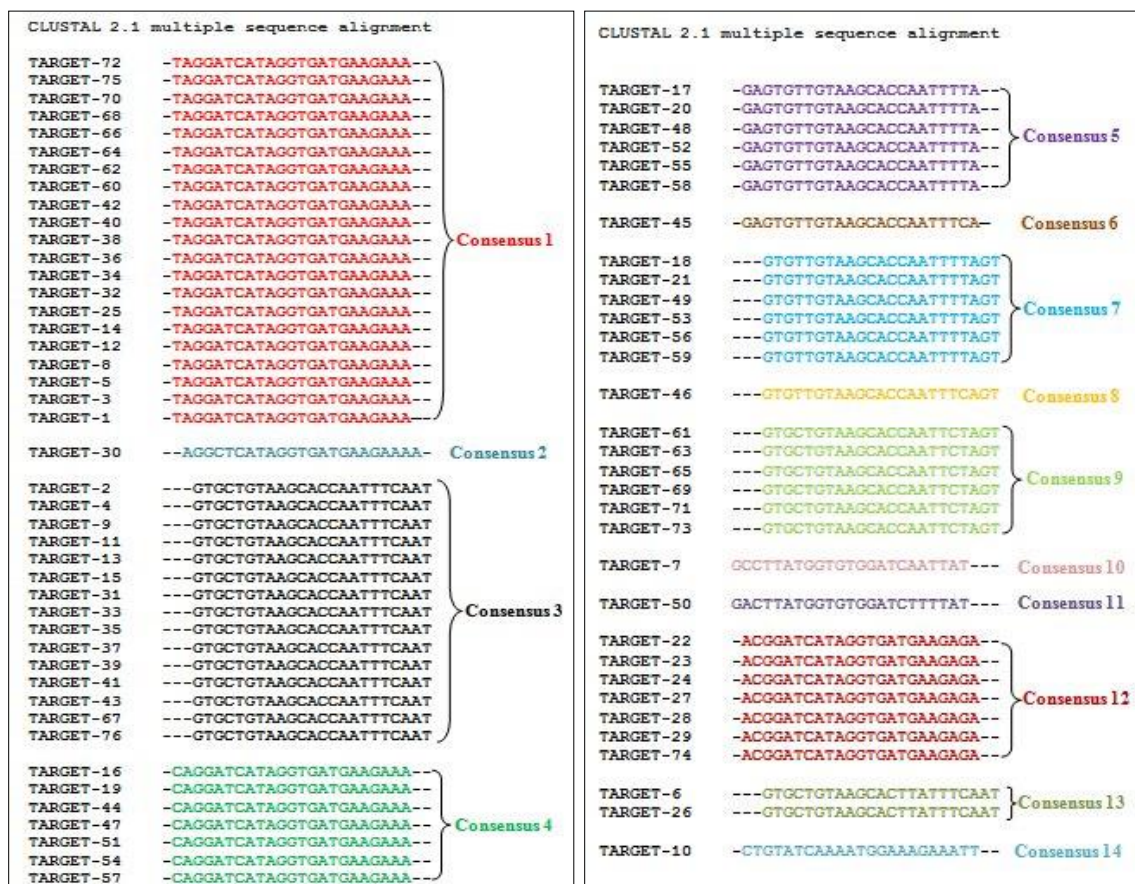 CLUSTAL 2.1 multiple sequence alignment
TARGET-72 -TAGGATCATAGGTGATGAAGAAA--
TARGET-75 -TAGGATCATAGGTGATGAAGAAA--
TARGET-70 -TAGGATCATAGGTGATGAAGAAA--
TARGET-68 -TAGGATCATAGGTGATGAAGAAA--
TARGET-66 -TAGGATCATAGGTGATGAAGAAA--
TARGET-64 -TAGGATCATAGGTGATGAAGAAA--
TARGET-62 -TAGGATCATAGGTGATGAAGAAA--
TARGET-60 -TAGGATCATAGGTGATGAAGAAA--
TARGET-42 -TAGGATCATAGGTGATGAAGAAA--
TARGET-40 -TAGGATCATAGGTGATGAAGAAA--
TARGET-38 -TAGGATCATAGGTGATGAAGAAA-- Consensus 1
TARGET-36 -TAGGATCATAGGTGATGAAGAAA--
TARGET-34 -TAGGATCATAGGTGATGAAGAAA--
TARGET-32 -TAGGATCATAGGTGATGAAGAAA--
TARGET-25 -TAGGATCATAGGTGATGAAGAAA--
TARGET-14 -TAGGATCATAGGTGATGAAGAAA--
TARGET-12 -TAGGATCATAGGTGATGAAGAAA--
TARGET-8 -TAGGATCATAGGTGATGAAGAAA--
TARGET-5 -TAGGATCATAGGTGATGAAGAAA--
TARGET-3 -TAGGATCATAGGTGATGAAGAAA--
TARGET-1 -TAGGATCATAGGTGATGAAGAAA--
TARGET-30 --AGGCTCATAGGTGATGAAGAAAA- Consensus 2
TARGET-2 ---GTGCTGTAAGCACCAATTTCAAT
TARGET-4 ---GTGCTGTAAGCACCAATTTCAAT
TARGET-9 ---GTGCTGTAAGCACCAATTTCAAT
TARGET-11 ---GTGCTGTAAGCACCAATTTCAAT
TARGET-13 ---GTGCTGTAAGCACCAATTTCAAT
TARGET-15 ---GTGCTGTAAGCACCAATTTCAAT
TARGET-31 ---GTGCTGTAAGCACCAATTTCAAT
TARGET-33 ---GTGCTGTAAGCACCAATTTCAAT Consensus 3
TARGET-35 ---GTGCTGTAAGCACCAATTTCAAT
TARGET-37 ---GTGCTGTAAGCACCAATTTCAAT
TARGET-39 ---GTGCTGTAAGCACCAATTTCAAT
TARGET-41 ---GTGCTGTAAGCACCAATTTCAAT
TARGET-43 ---GTGCTGTAAGCACCAATTTCAAT
TARGET-67 ---GTGCTGTAAGCACCAATTTCAAT
TARGET-76 ---GTGCTGTAAGCACCAATTTCAAT
TARGET-16 -CAGGATCATAGGTGATGAAGAAA--
TARGET-19 -CAGGATCATAGGTGATGAAGAAA--
TARGET-44 -CAGGATCATAGGTGATGAAGAAA--
TARGET-47 -CAGGATCATAGGTGATGAAGAAA-- Consensus 4
TARGET-51 -CAGGATCATAGGTGATGAAGAAA--
TARGET-54 -CAGGATCATAGGTGATGAAGAAA--
TARGET-57 -CAGGATCATAGGTGATGAAGAAA--
CLUSTAL 2.1 multiple sequence alignment
TARGET-17 -GAGTGTTGTAAGCACCAATTTTA--
TARGET-20 -GAGTGTTGTAAGCACCAATTTTA--
TARGET-48 -GAGTGTTGTAAGCACCAATTTTA-- Consensus 5
TARGET-52 -GAGTGTTGTAAGCACCAATTTTA--
TARGET-55 -GAGTGTTGTAAGCACCAATTTTA--
TARGET-58 -GAGTGTTGTAAGCACCAATTTTA--
TARGET-45 -GAGTGTTGTAAGCACCAATTTCA– Consensus 6
TARGET-18 ---GTGTTGTAAGCACCAATTTTAGT
TARGET-21 ---GTGTTGTAAGCACCAATTTTAGT
TARGET-49 ---GTGTTGTAAGCACCAATTTTAGT Consensus 7
TARGET-53 ---GTGTTGTAAGCACCAATTTTAGT
TARGET-56 ---GTGTTGTAAGCACCAATTTTAGT
TARGET-59 ---GTGTTGTAAGCACCAATTTTAGT
TARGET-46 ---GTGTTGTAAGCACCAATTTCAGT Consensus 8
TARGET-61 ---GTGCTGTAAGCACCAATTCTAGT
TARGET-63 ---GTGCTGTAAGCACCAATTCTAGT
TARGET-65 ---GTGCTGTAAGCACCAATTCTAGT Consensus 9
TARGET-69 ---GTGCTGTAAGCACCAATTCTAGT
TARGET-71 ---GTGCTGTAAGCACCAATTCTAGT
TARGET-73 ---GTGCTGTAAGCACCAATTCTAGT
TARGET-7 GCCTTATGGTGTGGATCAATTAT--- Consensus 10
TARGET-50 GACTTATGGTGTGGATCTTTTAT--- Consensus 11
TARGET-22 -ACGGATCATAGGTGATGAAGAGA--
TARGET-23 -ACGGATCATAGGTGATGAAGAGA--
TARGET-24 -ACGGATCATAGGTGATGAAGAGA--
TARGET-27 -ACGGATCATAGGTGATGAAGAGA-- Consensus 12
TARGET-28 -ACGGATCATAGGTGATGAAGAGA--
TARGET-29 -ACGGATCATAGGTGATGAAGAGA--
TARGET-74 -ACGGATCATAGGTGATGAAGAGA--
TARGET-6 ---GTGCTGTAAGCACTTATTTCAAT Consensus 13
TARGET-26 ---GTGCTGTAAGCACTTATTTCAAT
TARGET-10 -CTGTATCAAAATGGAAAGAAATT-- Consensus 14